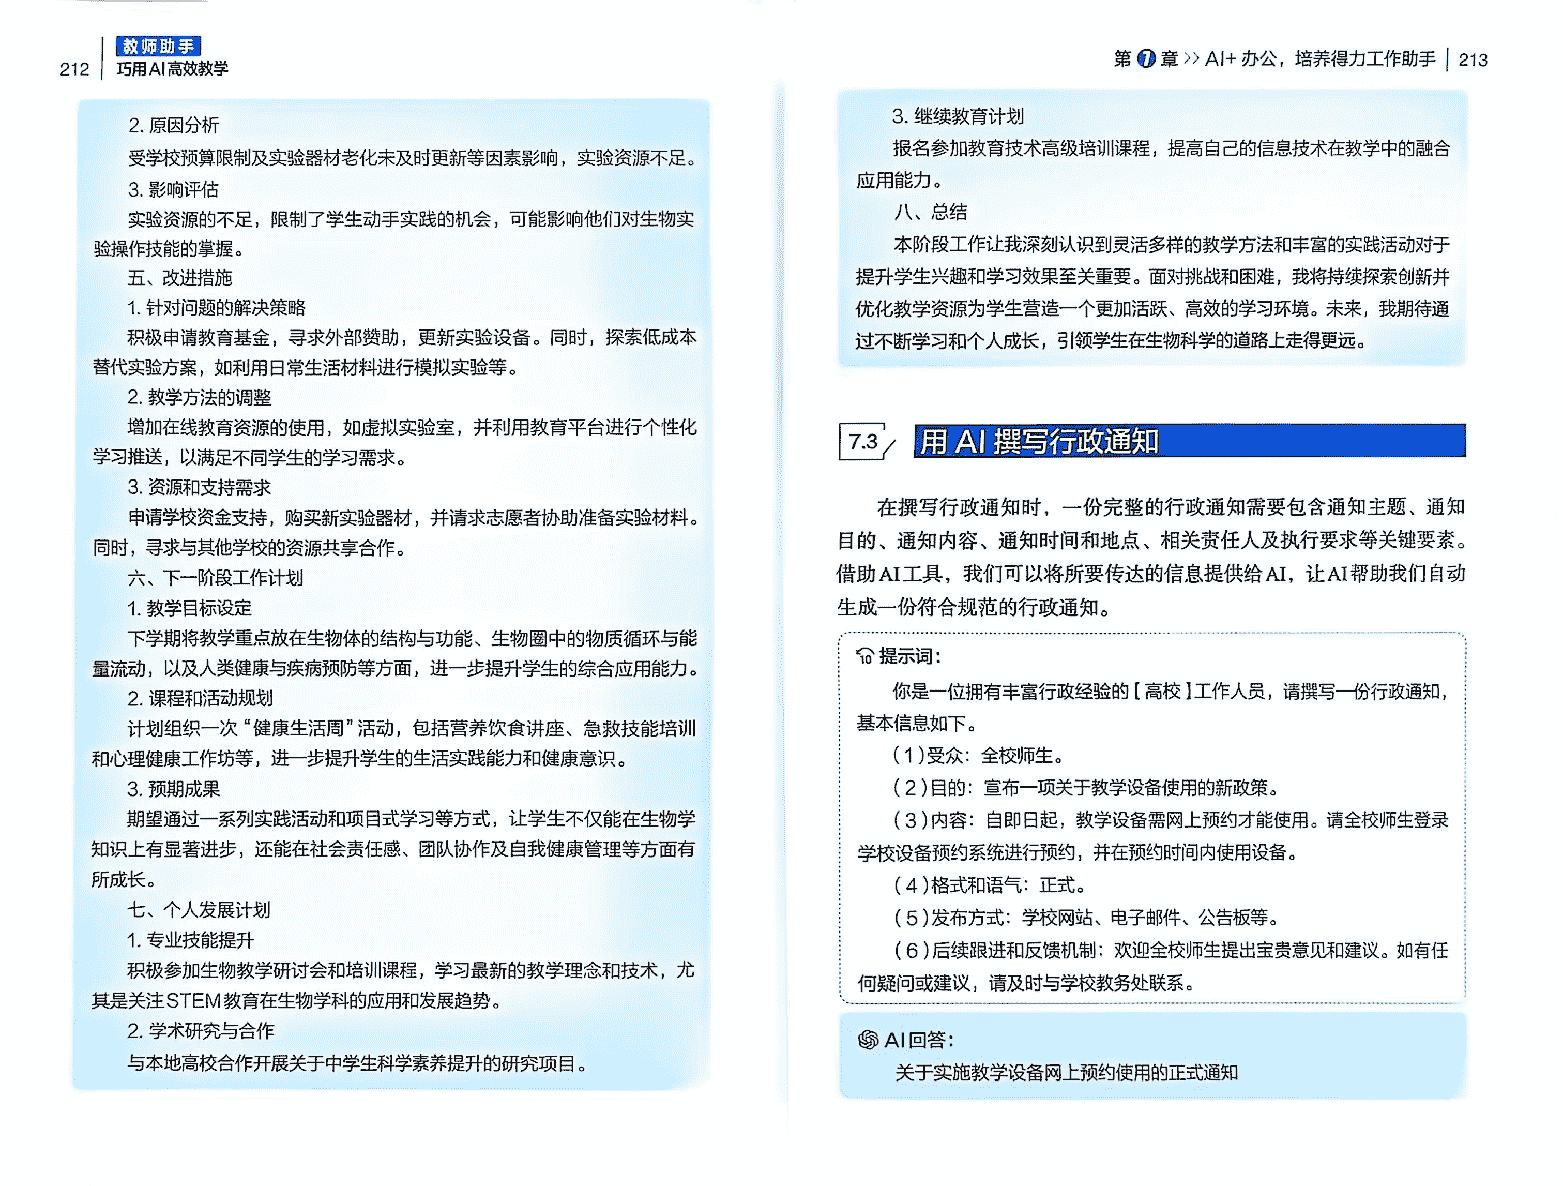 212
教师助手
巧用AI高效教学
2. 原因分析
受学校预算限制及实验器材老化未及时更新等因素影响，实验资源不足。
3. 影响评估
实验资源的不足，限制了学生动手实践的机会，可能影响他们对生物实
验操作技能的掌握。
五、改进措施
1. 针对问题的解决策略
积极申请教育基金，寻求外部赞助，更新实验设备。同时，探索低成本
替代实验方案，如利用日常生活材料进行模拟实验等。
2. 教学方法的调整
增加在线教育资源的使用，如虚拟实验室，并利用教育平台进行个性化
学习推送，以满足不同学生的学习需求。
3. 资源和支持需求
申请学校资金支持，购买新实验器材，并请求志愿者协助准备实验材料。
同时，寻求与其他学校的资源共享合作。
六、下一阶段工作计划
1. 教学目标设定
下学期将教学重点放在生物体的结构与功能、生物圈中的物质循环与能
量流动，以及人类健康与疾病预防等方面，进一步提升学生的综合应用能力。
2. 课程和活动规划
计划组织一次“健康生活周”活动，包括营养饮食讲座、急救技能培训
和心理健康工作坊等，进一步提升学生的生活实践能力和健康意识。
3. 预期成果
期望通过一系列实践活动和项目式学习等方式，让学生不仅能在生物学
知识上有显著进步，还能在社会责任感、团队协作及自我健康管理等方面有
所成长。
七、个人发展计划
1. 专业技能提升
积极参加生物教学研讨会和培训课程，学习最新的教学理念和技术，尤
其是关注STEM教育在生物学科的应用和发展趋势。
2. 学术研究与合作
与本地高校合作开展关于中学生科学素养提升的研究项目。
第7章 >> AI+ 办公，培养得力工作助手
213
3. 继续教育计划
报名参加教育技术高级培训课程，提高自己的信息技术在教学中的融合
应用能力。
八、总结
本阶段工作让我深刻认识到灵活多样的教学方法和丰富的实践活动对于
提升学生兴趣和学习效果至关重要。面对挑战和困难，我将持续探索创新并
优化教学资源为学生营造一个更加活跃、高效的学习环境。未来，我期待通
过不断学习和个人成长，引领学生在生物科学的道路上走得更远。
7.3 用 AI 撰写行政通知
在撰写行政通知时，一份完整的行政通知需要包含通知主题、通知
目的、通知内容、通知时间和地点、相关责任人及执行要求等关键要素。
借助AI工具，我们可以将所要传达的信息提供给AI，让AI帮助我们自动
生成一份符合规范的行政通知。
提示词：
你是一位拥有丰富行政经验的【高校】工作人员，请撰写一份行政通知，
基本信息如下。
（1）受众：全校师生。
（2）目的：宣布一项关于教学设备使用的新政策。
（3）内容：自即日起，教学设备需网上预约才能使用。请全校师生登录
学校设备预约系统进行预约，并在预约时间内使用设备。
（4）格式和语气：正式。
（5）发布方式：学校网站、电子邮件、公告板等。
（6）后续跟进和反馈机制：欢迎全校师生提出宝贵意见和建议。如有任
何疑问或建议，请及时与学校教务处联系。
AI回答：
关于实施教学设备网上预约使用的正式通知